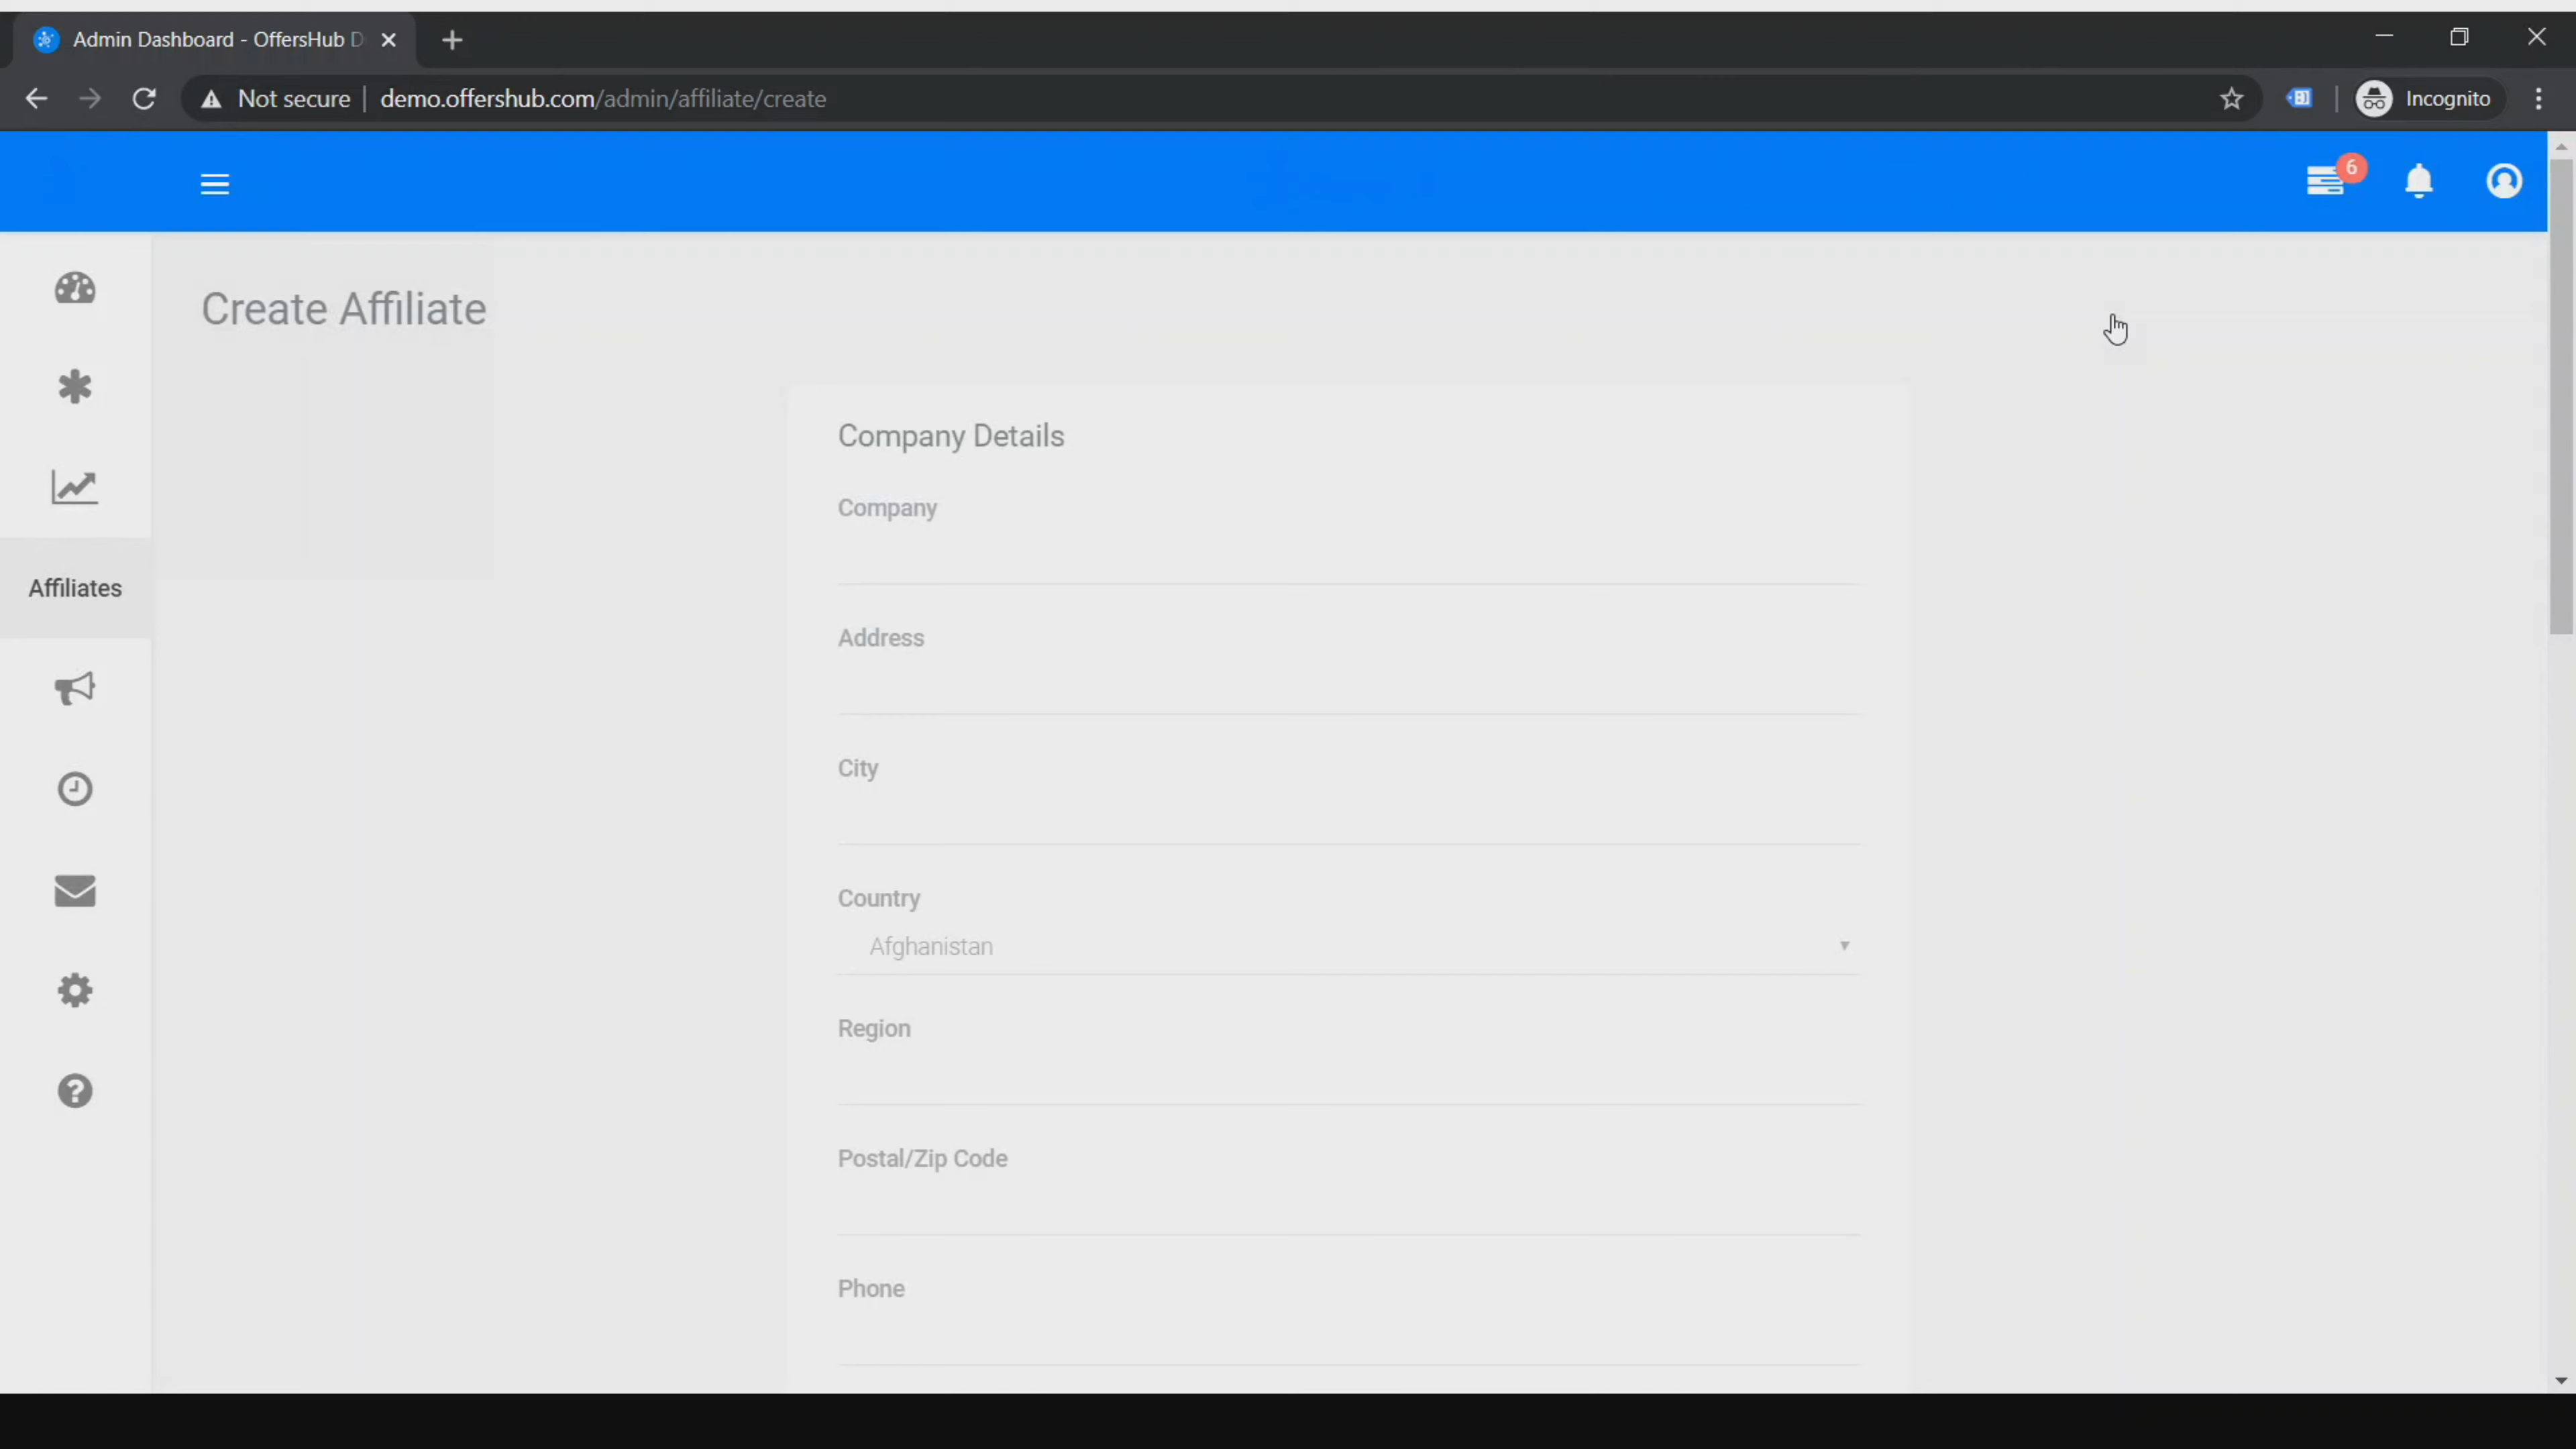 Admin Dashboard - OffersHub D
Not secure | demo.offershub.com/admin/affiliate/create
Incognito
6
Create Affiliate
Company Details
Company
Affiliates
Address
City
Country
Afghanistan
Region
Postal/Zip Code
Phone